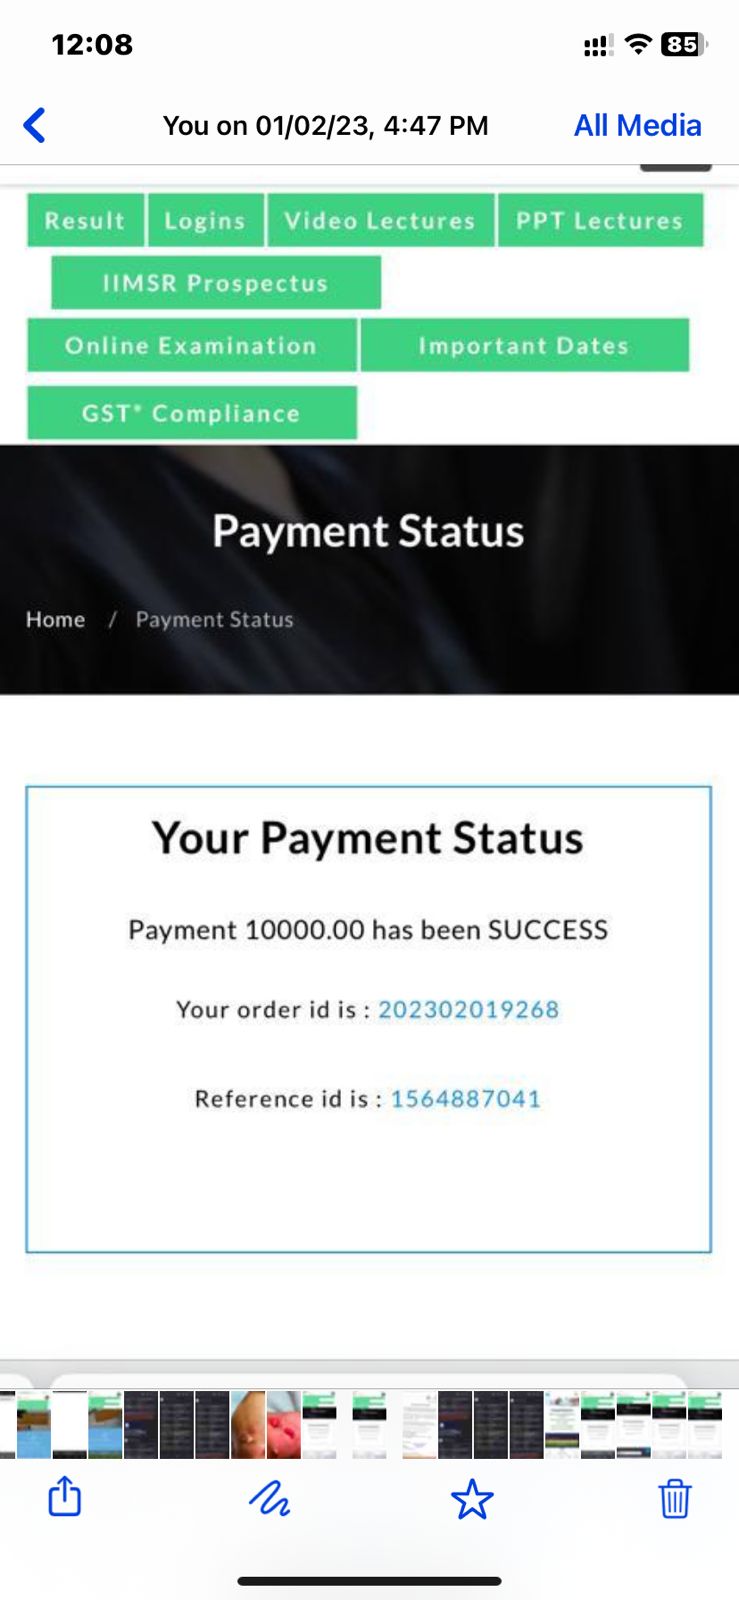 12:08
85
You on 01/02/23, 4:47 PM
All Media
Result
Logins
Video Lectures
PPT Lectures
IIMSR Prospectus
Online Examination
Important Dates
GST* Compliance
Payment Status
Home / Payment Status
Your Payment Status
Payment 10000.00 has been SUCCESS
Your order id is : 202302019268
Reference id is : 1564887041